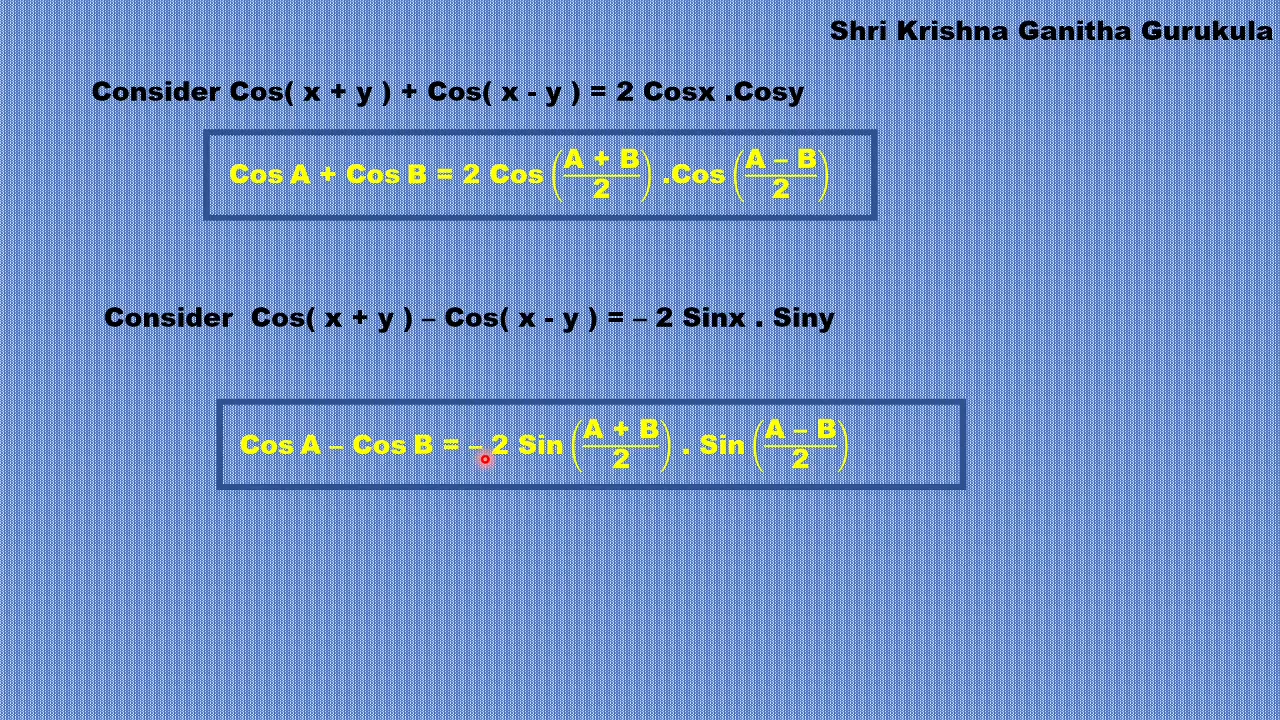 Shri Krishna Ganitha Gurukula
Consider Cos( x + y ) + Cos( x - y ) = 2 Cosx .Cosy
Cos A + Cos B = 2 Cos (A + B / 2) .Cos (A – B / 2)
Consider Cos( x + y ) – Cos( x - y ) = – 2 Sinx . Siny
Cos A – Cos B = – 2 Sin (A + B / 2) . Sin (A – B / 2)